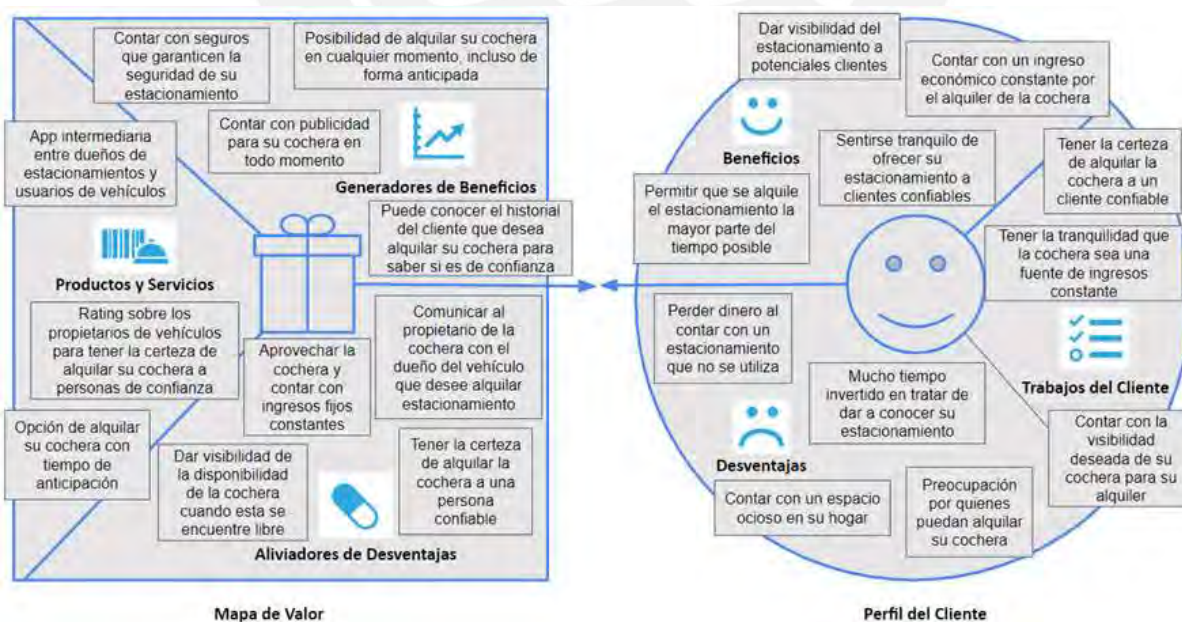 Contar con seguros
que garanticen la
seguridad de su
estacionamiento
Posibilidad de alquilar su cochera
en cualquier momento, incluso de
forma anticipada
App intermediaria
entre dueños de
estacionamientos y
usuarios de vehículos
Contar con publicidad
para su cochera en
todo momento
Generadores de Beneficios
Puede conocer el historial
del cliente que desea
alquilar su cochera para
saber si es de confianza
Productos y Servicios
Rating sobre los
propietarios de vehículos
para tener la certeza de
alquilar su cochera a
personas de confianza
Aprovechar la
cochera y
contar con
ingresos fijos
constantes
Comunicar al
propietario de la
cochera con el
dueño del vehículo
que desee alquilar
estacionamiento
Opción de alquilar
su cochera con
tiempo de
anticipación
Dar visibilidad de
la disponibilidad
de la cochera
cuando esta se
encuentre libre
Tener la certeza
de alquilar la
cochera a una
persona
confiable
Aliviadores de Desventajas
Mapa de Valor
Dar visibilidad del
estacionamiento a
potenciales clientes
Contar con un ingreso
económico constante por
el alquiler de la cochera
Beneficios
Sentirse tranquilo de
ofrecer su
estacionamiento a
clientes confiables
Tener la certeza
de alquilar la
cochera a un
cliente confiable
Permitir que se alquile
el estacionamiento la
mayor parte del
tiempo posible
Tener la tranquilidad que
la cochera sea una
fuente de ingresos
constante
Perder dinero al
contar con un
estacionamiento
que no se utiliza
Mucho tiempo
invertido en tratar de
dar a conocer su
estacionamiento
Trabajos del Cliente
Desventajas
Contar con la
visibilidad
deseada de su
cochera para su
alquiler
Contar con un espacio
ocioso en su hogar
Preocupación
por quienes
puedan alquilar
su cochera
Perfil del Cliente